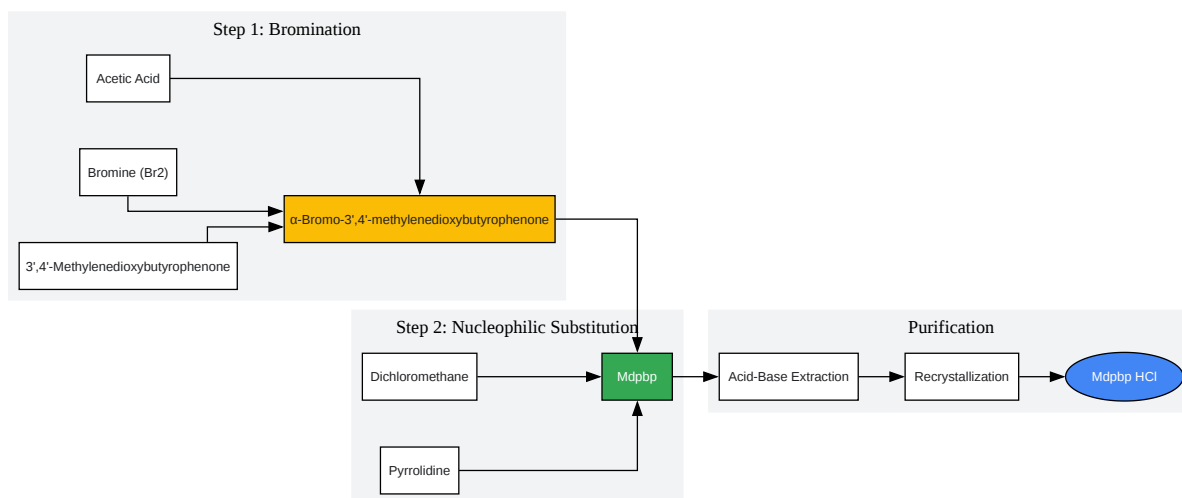 Step 1: Bromination
Acetic Acid
Bromine (Br2)
α-Bromo-3',4'-methylenedioxybutyrophenone
3',4'-Methylenedioxybutyrophenone
Step 2: Nucleophilic Substitution
Purification
Dichloromethane
Mdpbp
Acid-Base Extraction
Recrystallization
Mdpbp HCl
Pyrrolidine